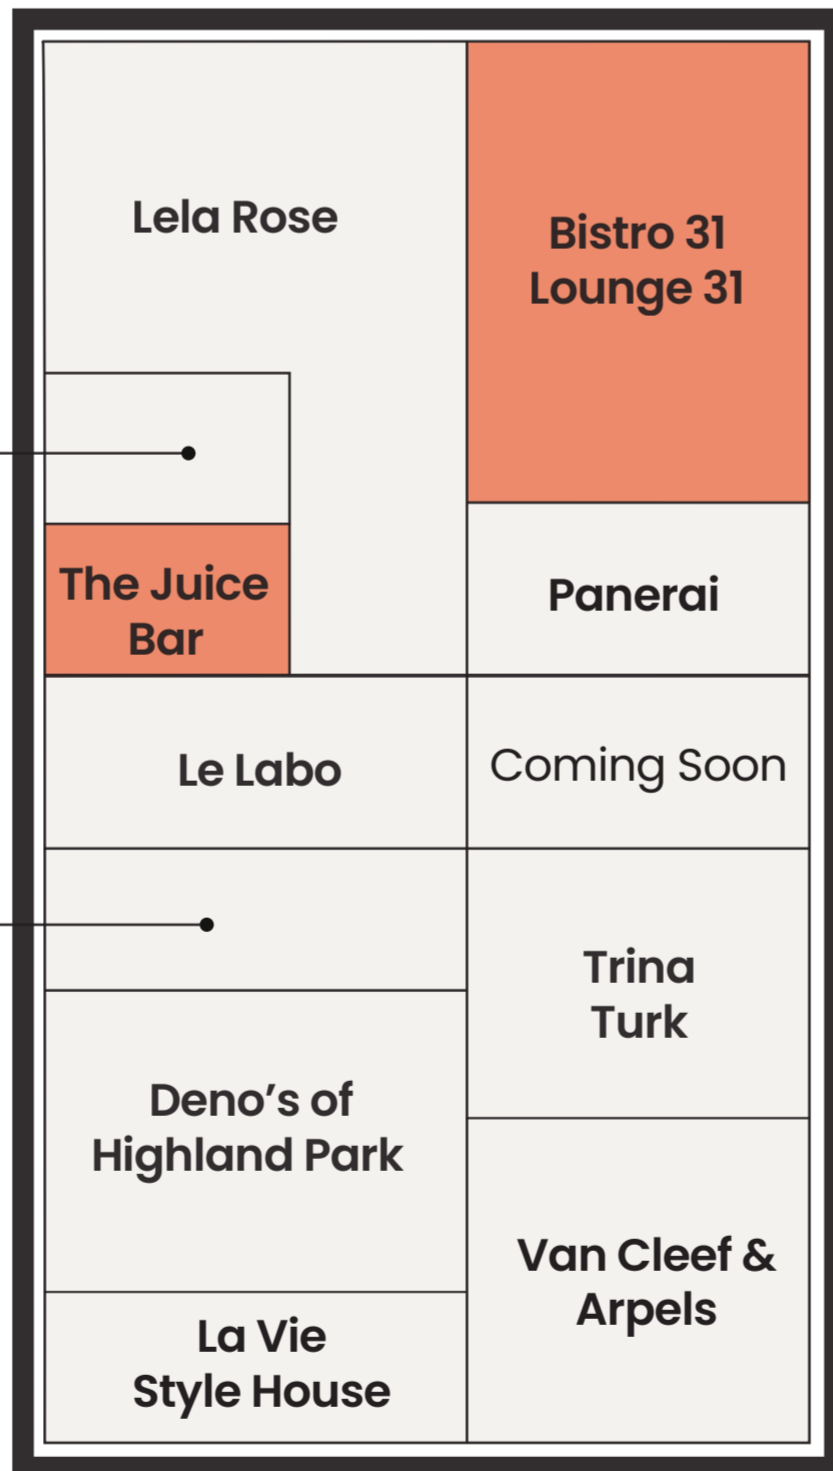 Lela Rose
Bistro 31
Lounge 31
The Juice
Bar
Panerai
Le Labo
Coming Soon
Trina
Turk
Deno’s of
Highland Park
Van Cleef &
Arpels
La Vie
Style House